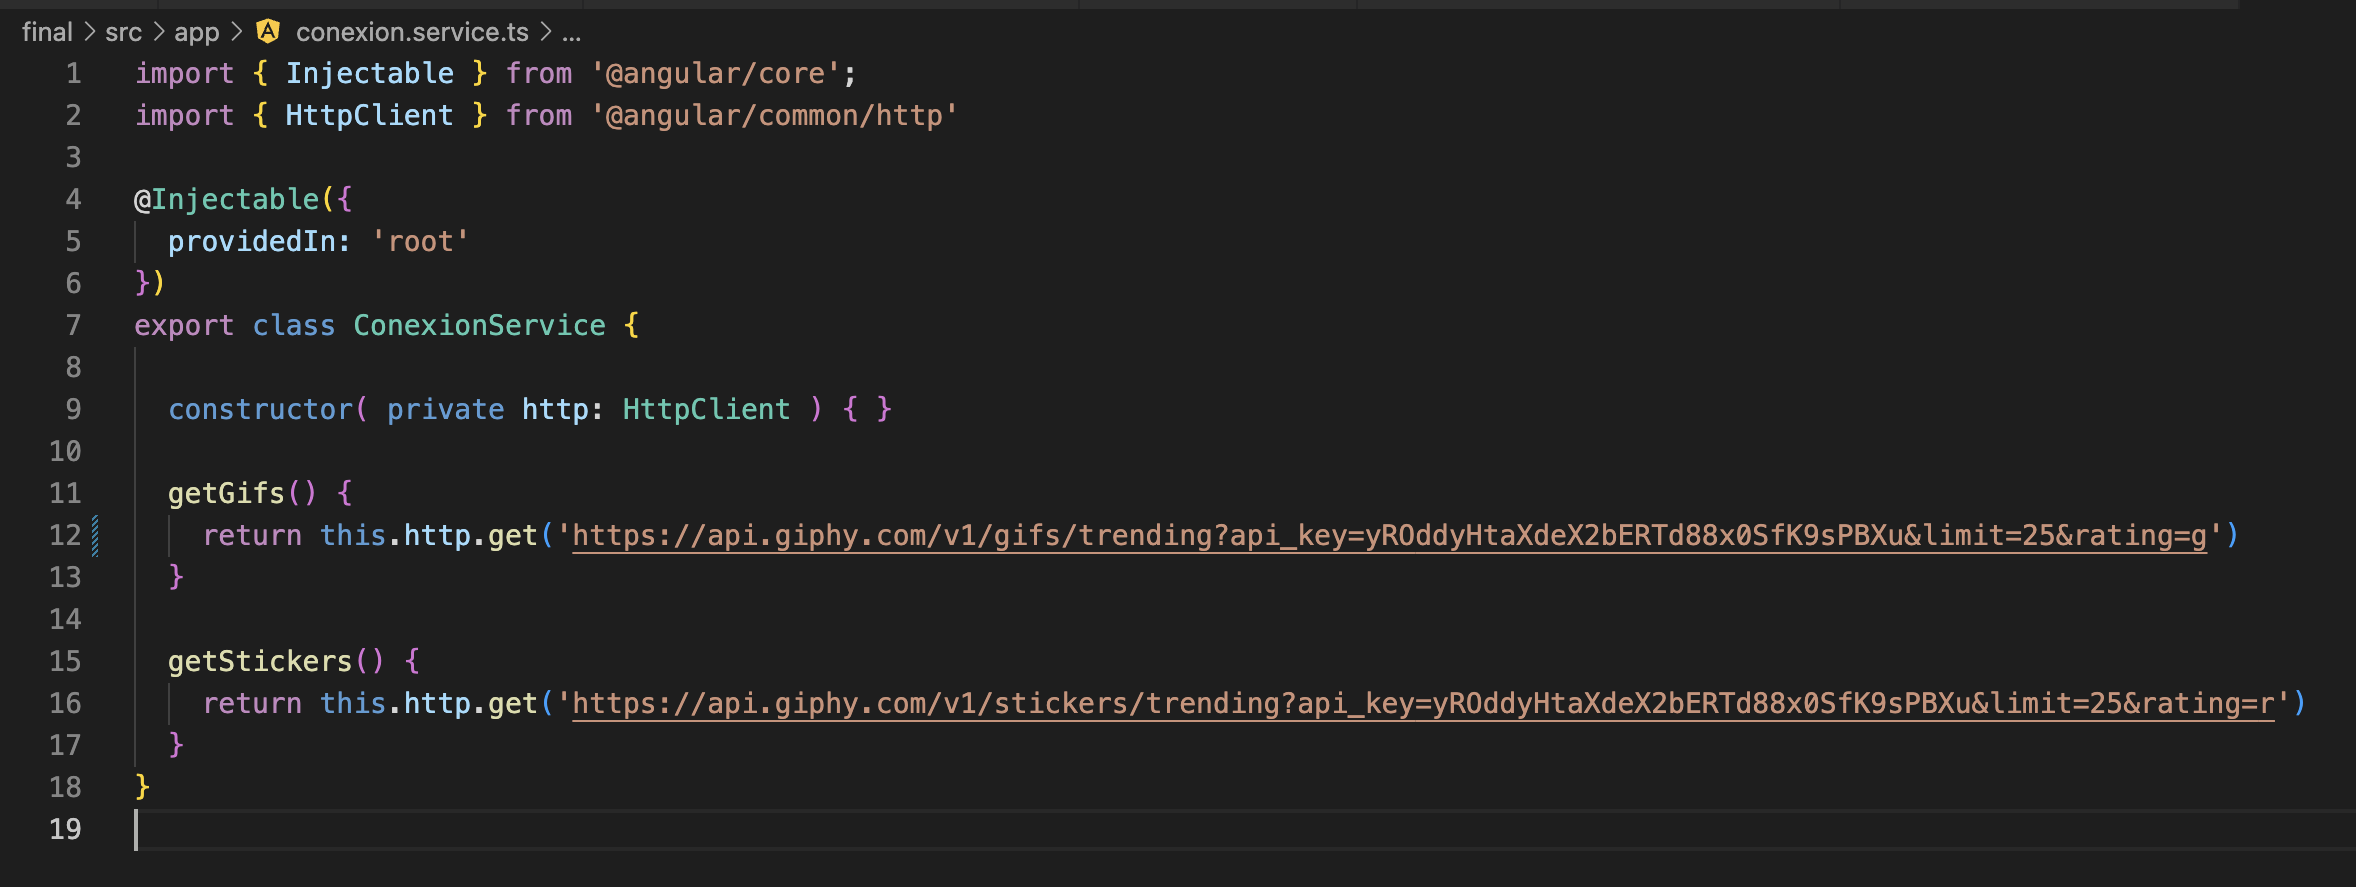 final > src > app > conexion.service.ts > ...
1 import { Injectable } from '@angular/core';
2 import { HttpClient } from '@angular/common/http'
3
4 @Injectable({
5   providedIn: 'root'
6 })
7 export class ConexionService {
8
9   constructor( private http: HttpClient ) { }
10
11   getGifs() {
12     return this.http.get('https://api.giphy.com/v1/gifs/trending?api_key=yROddyHtaXdeX2bERTd88x0SfK9sPBXu&limit=25&rating=g')
13   }
14
15   getStickers() {
16     return this.http.get('https://api.giphy.com/v1/stickers/trending?api_key=yROddyHtaXdeX2bERTd88x0SfK9sPBXu&limit=25&rating=r')
17   }
18 }
19